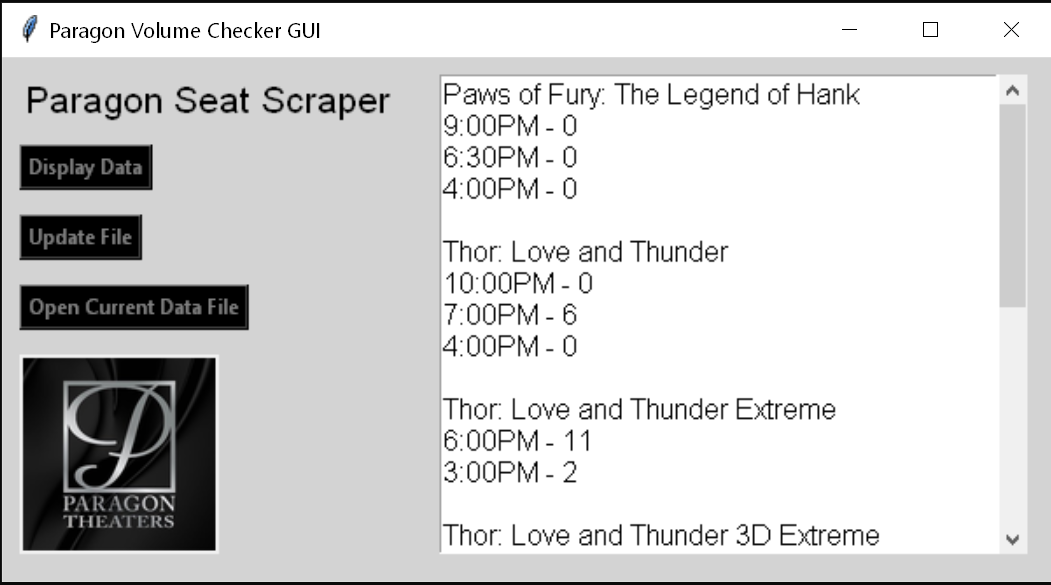 Paragon Volume Checker GUI
Paragon Seat Scraper
Display Data
Update File
Open Current Data File
PARAGON
THEATERS
Paws of Fury: The Legend of Hank
9:00PM - 0
6:30PM - 0
4:00PM - 0
Thor: Love and Thunder
10:00PM - 0
7:00PM - 6
4:00PM - 0
Thor: Love and Thunder Extreme
6:00PM - 11
3:00PM - 2
Thor: Love and Thunder 3D Extreme